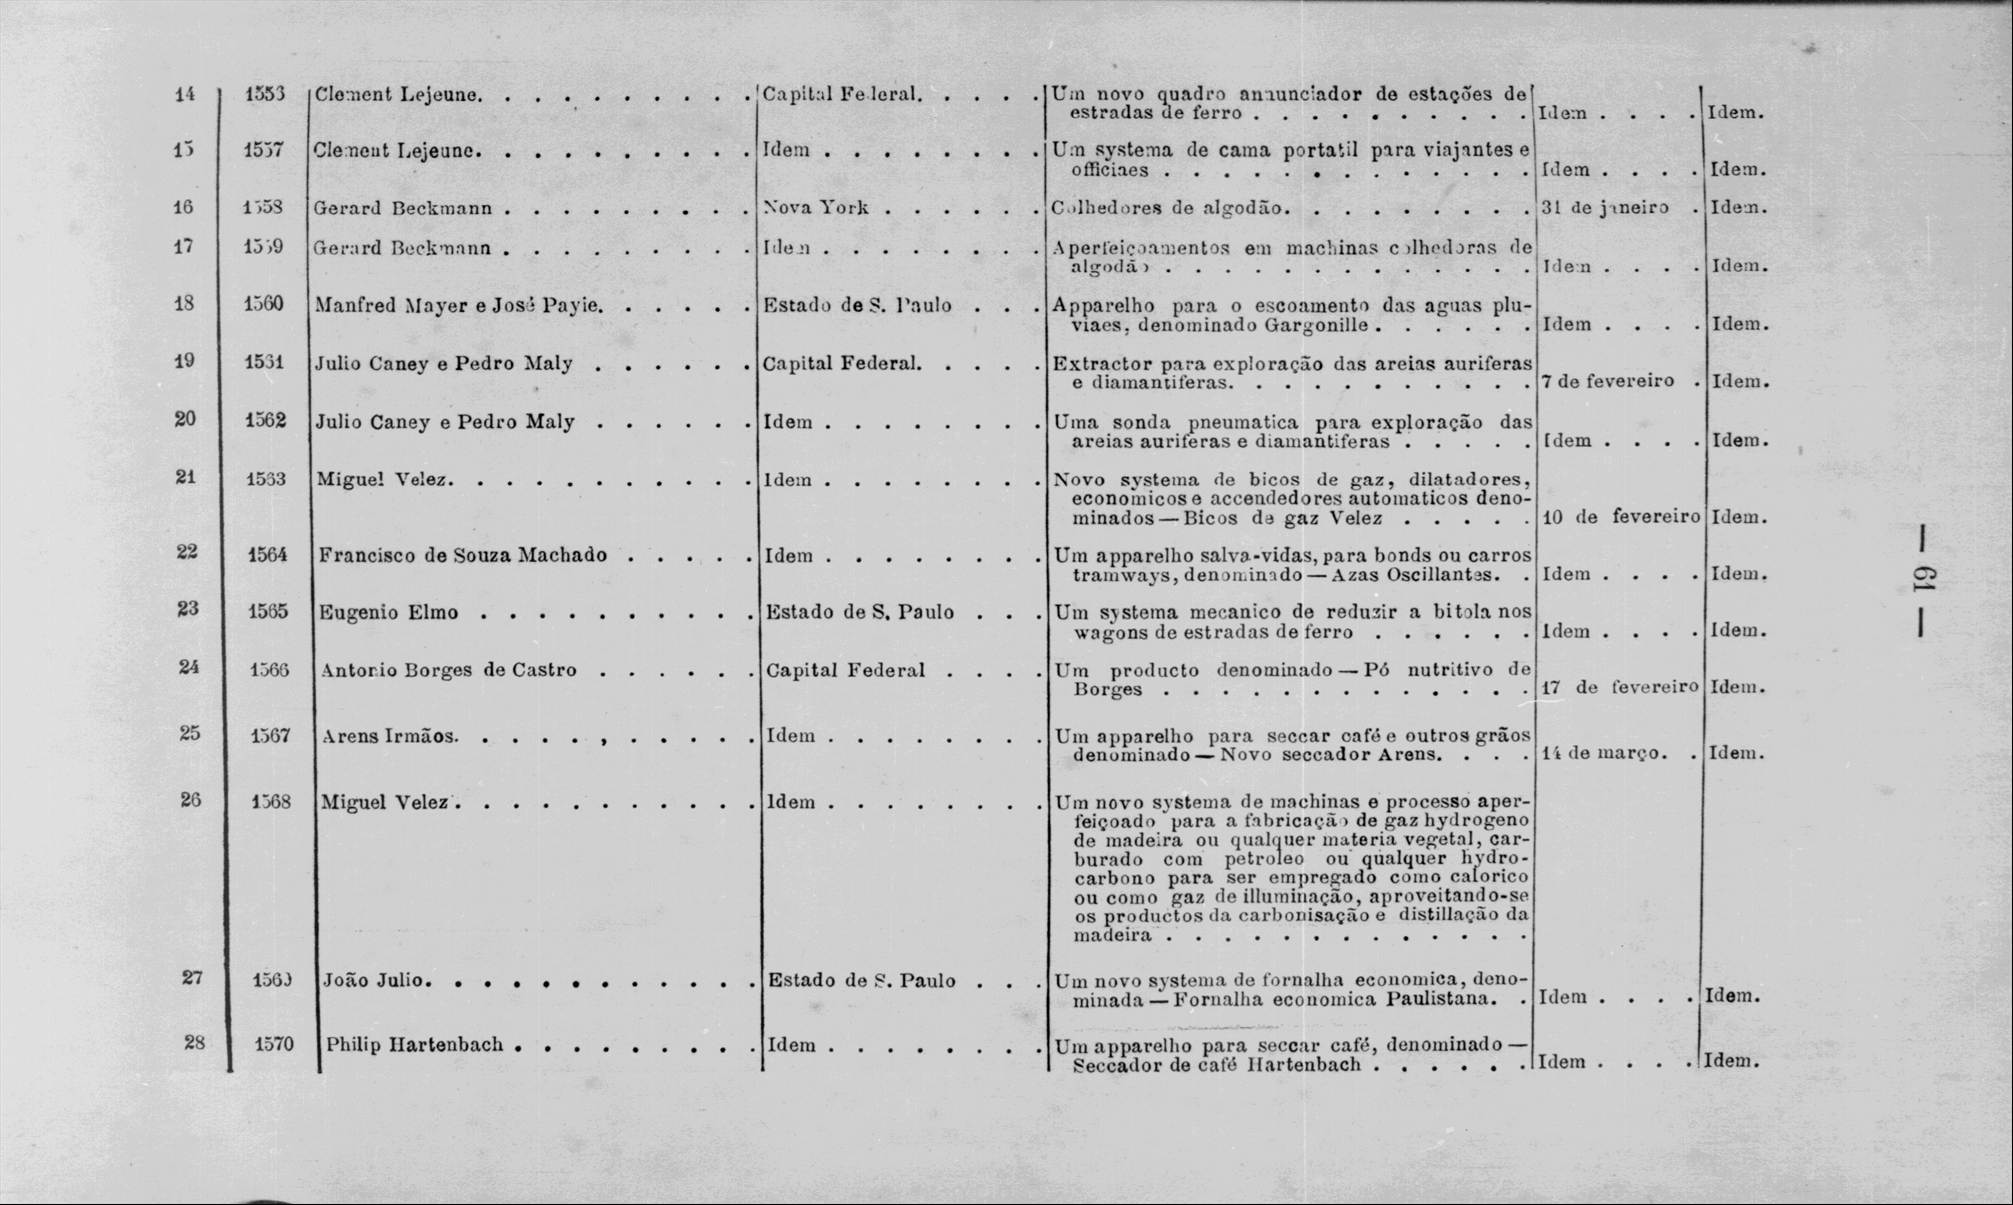 14 1553 Clement Lejeune. . . . . . . . . . Capital Federal. . . . . Um novo quadro annunciador de estações de
estradas de ferro . . . . . . . . . . Idem . . . . Idem.
15 1557 Clement Lejeune. . . . . . . . . . Idem . . . . . . . . Um systema de cama portatil para viajantes e
officiaes . . . . . . . . . . . . . Idem . . . . Idem.
16 1558 Gerard Beckmann . . . . . . . . . Nova York . . . . . . Colhedores de algodão. . . . . . . . . 31 de janeiro . Idem.
17 1559 Gerard Beckmann . . . . . . . . . Idem . . . . . . . . Aperfeiçoamentos em machinas colhedoras de
algodão . . . . . . . . . . . . . Idem . . . . Idem.
18 1560 Manfred Mayer e José Payie. . . . . . Estado de S. Paulo . . . Apparelho para o escoamento das aguas plu-
viaes, denominado Gargonille . . . . . . Idem . . . . Idem.
19 1561 Julio Caney e Pedro Maly . . . . . . Capital Federal. . . . . Extractor para exploração das areias auriferas
e diamantiferas. . . . . . . . . . . 7 de fevereiro . Idem.
20 1562 Julio Caney e Pedro Maly . . . . . . Idem . . . . . . . . Uma sonda pneumatica para exploração das
areias auriferas e diamantiferas . . . . . Idem . . . . Idem.
21 1563 Miguel Velez. . . . . . . . . . . Idem . . . . . . . . Novo systema de bicos de gaz, dilatadores,
economicos e accendedores automaticos deno-
minados — Bicos de gaz Velez . . . . . 10 de fevereiro Idem.
22 1564 Francisco de Souza Machado . . . . . Idem . . . . . . . . Um apparelho salva-vidas, para bonds ou carros
tramways, denominado — Azas Oscillantes. . Idem . . . . Idem.
23 1565 Eugenio Elmo . . . . . . . . . . Estado de S. Paulo . . . Um systema mecanico de reduzir a bitola nos
wagons de estradas de ferro . . . . . . Idem . . . . Idem.
24 1566 Antonio Borges de Castro . . . . . . Capital Federal . . . . Um producto denominado — Pó nutritivo de
Borges . . . . . . . . . . . . . 17 de fevereiro Idem.
25 1567 Arens Irmãos. . . . . , . . . . . Idem . . . . . . . . Um apparelho para seccar café e outros grãos
denominado — Novo seccador Arens. . . . 14 de março. . Idem.
26 1568 Miguel Velez . . . . . . . . . . . Idem . . . . . . . . Um novo systema de machinas e processo aper-
feiçoado para a fabricação de gaz hydrogeno
de madeira ou qualquer materia vegetal, car-
burado com petroleo ou qualquer hydro-
carbono para ser empregado como calorico
ou como gaz de illuminação, aproveitando-se
os productos da carbonisação e distillação da
madeira . . . . . . . . . . . . .
27 1569 João Julio. . . . . . . . . . . . Estado de S. Paulo . . . Um novo systema de fornalha economica, deno-
minada — Fornalha economica Paulistana. . Idem . . . . Idem.
28 1570 Philip Hartenbach . . . . . . . . . Idem . . . . . . . . Um apparelho para seccar café, denominado —
Seccador de café Hartenbach . . . . . . Idem . . . . Idem.
— 61 —